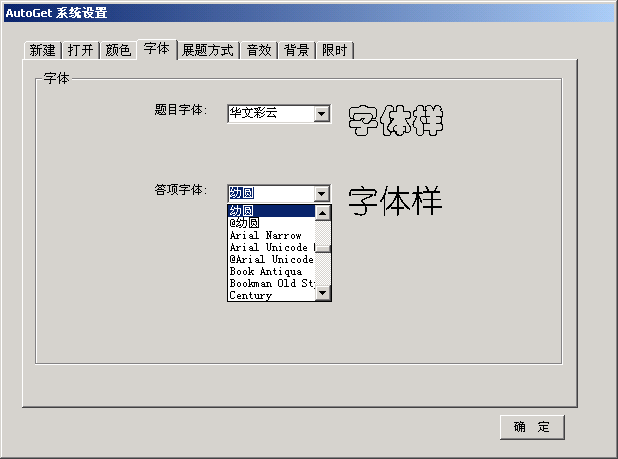 AutoGet 系统设置
新建 打开 颜色 字体 展题方式 音效 背景 限时
字体
题目字体: 华文彩云 字体样
答项字体: 幼圆 字体样
幼圆
@幼圆
Arial Narrow
Arial Unicode
@Arial Unicode
Book Antiqua
Bookman Old St
Century
确 定